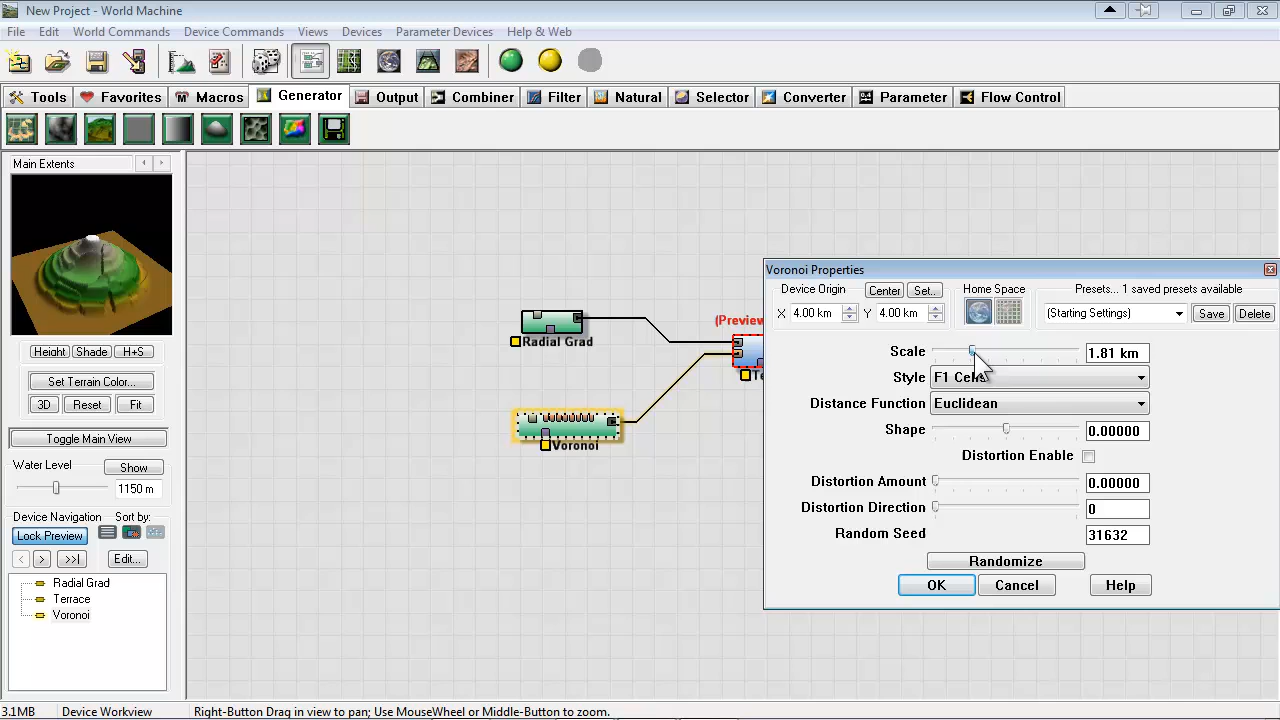 New Project - World Machine
File Edit World Commands Device Commands Views Devices Parameter Devices Help & Web
Tools Favorites Macros Generator Output Combiner Filter Natural Selector Converter Parameter Flow Control
Main Extents
Height Shade H+S
Set Terrain Color...
3D Reset Fit
Toggle Main View
Water Level Show
1150 m
Device Navigation Sort by:
Lock Preview
< > >>| Edit...
Radial Grad
Terrace
Voronoi
Radial Grad
(Preview
Voronoi
Voronoi Properties
Device Origin Center Set.. Home Space Presets... 1 saved presets available
X 4.00 km Y 4.00 km (Starting Settings) Save Delete
Scale 1.81 km
Style F1
Distance Function Euclidean
Shape 0.00000
Distortion Enable
Distortion Amount 0.00000
Distortion Direction 0
Random Seed 31632
Randomize
OK Cancel Help
3.1MB Device Workview Right-Button Drag in view to pan; Use MouseWheel or Middle-Button to zoom.